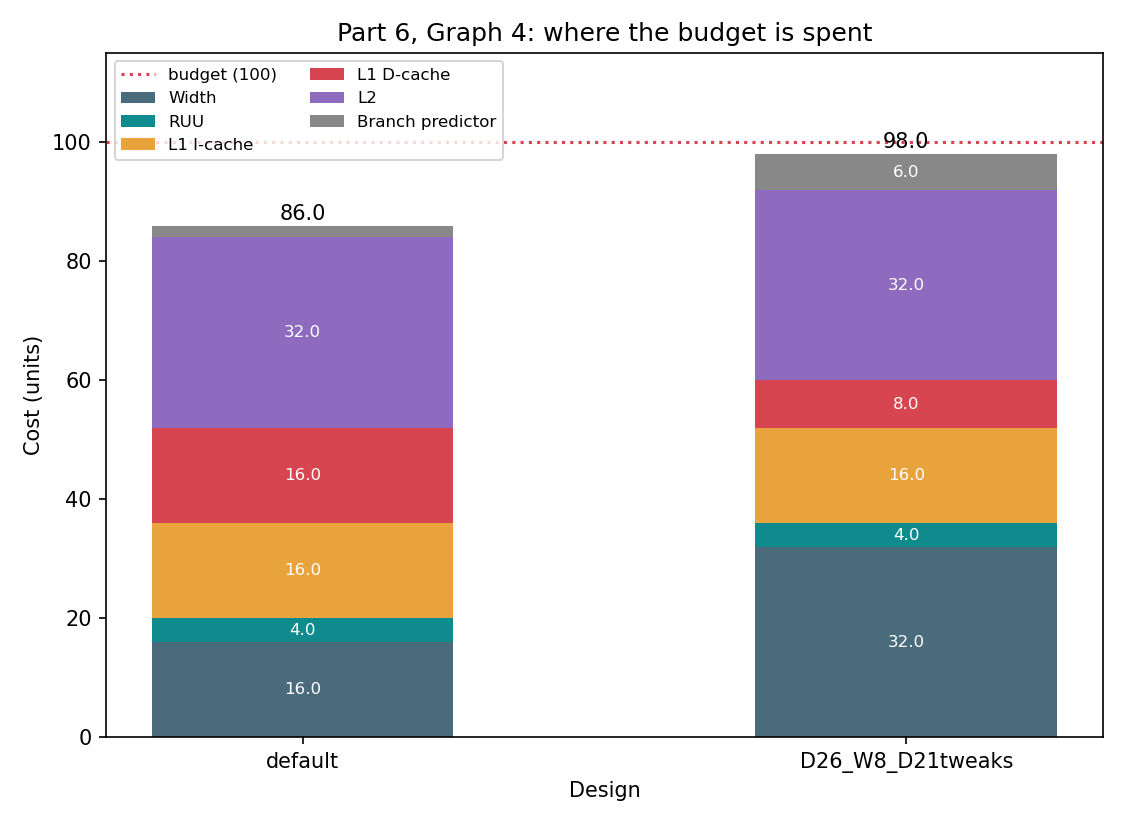 Part 6, Graph 4: where the budget is spent
budget (100)
Width
RUU
L1 I-cache
L1 D-cache
L2
Branch predictor
Cost (units)
100
80
60
40
20
0
86.0
32.0
16.0
16.0
4.0
16.0
98.0
6.0
32.0
8.0
16.0
4.0
32.0
default
D26_W8_D21tweaks
Design